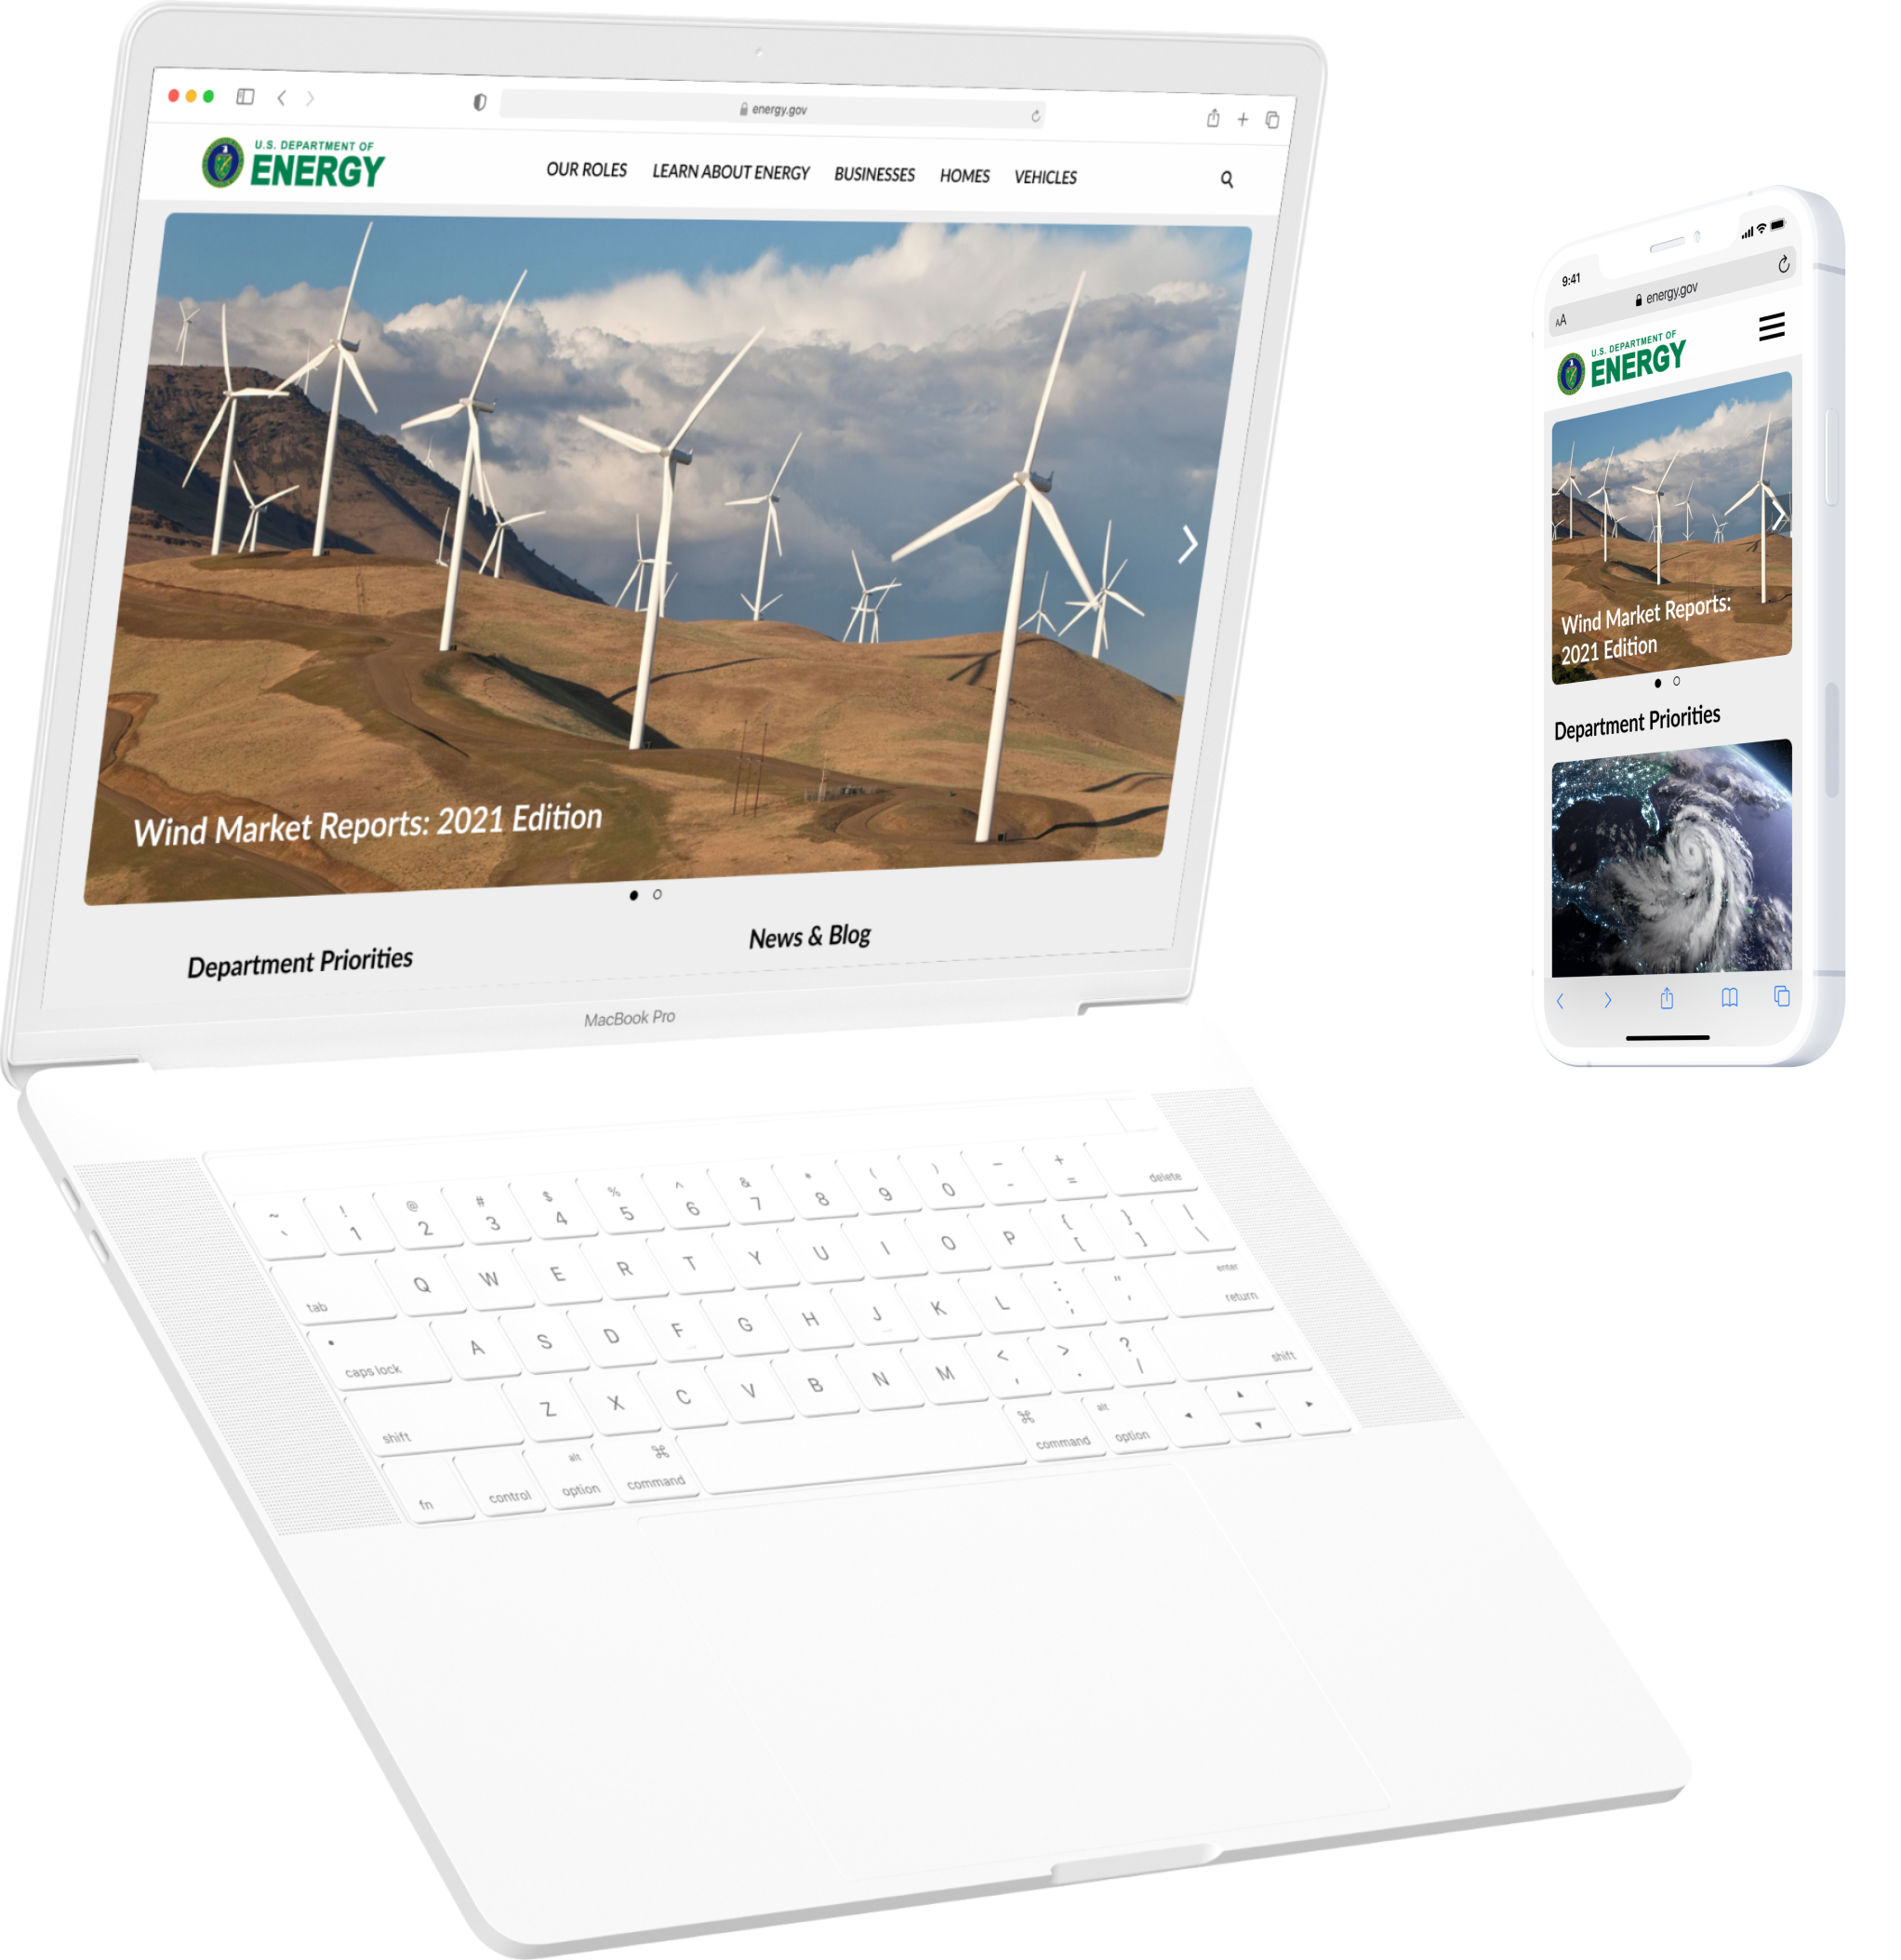 energy.gov
U.S. DEPARTMENT OF
ENERGY
OUR ROLES LEARN ABOUT ENERGY BUSINESSES HOMES VEHICLES
Wind Market Reports: 2021 Edition
Department Priorities
News & Blog
MacBook Pro
~ ! @ # $ % ^ & * ( ) — +
` 1 2 3 4 5 6 7 8 9 0 - = delete
tab Q W E R T Y U I O P { [ } ] | \
caps lock A S D F G H J K L : ; " ' enter return
shift Z X C V B N M < , > . ? / shift
fn control alt option ⌘ command ⌘ command alt option
9:41
AA energy.gov
U.S. DEPARTMENT OF
ENERGY
Wind Market Reports:
2021 Edition
Department Priorities